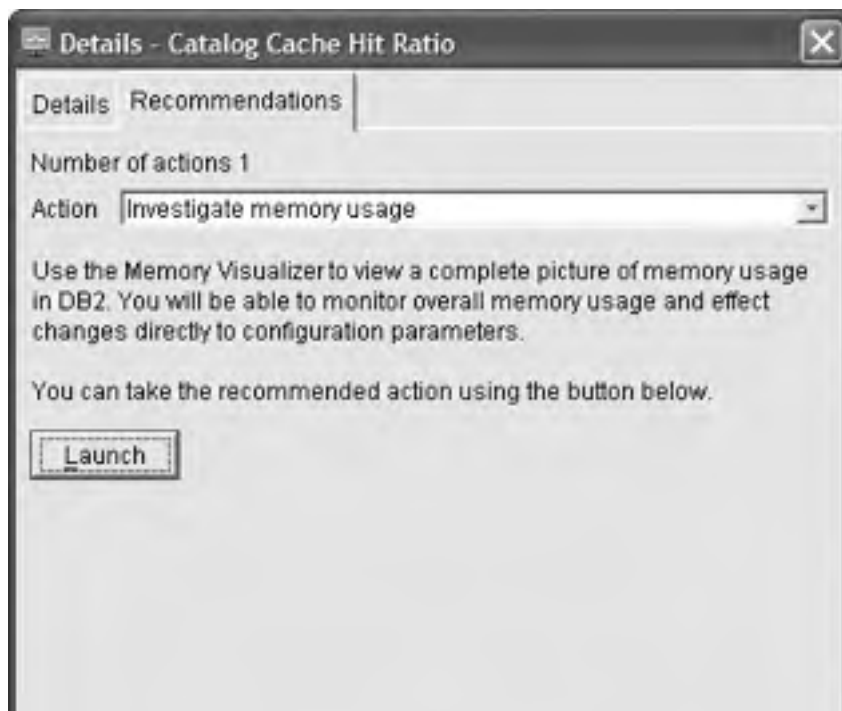 Details - Catalog Cache Hit Ratio
Details Recommendations
Number of actions 1
Action Investigate memory usage
Use the Memory Visualizer to view a complete picture of memory usage
in DB2. You will be able to monitor overall memory usage and effect
changes directly to configuration parameters.
You can take the recommended action using the button below.
Launch